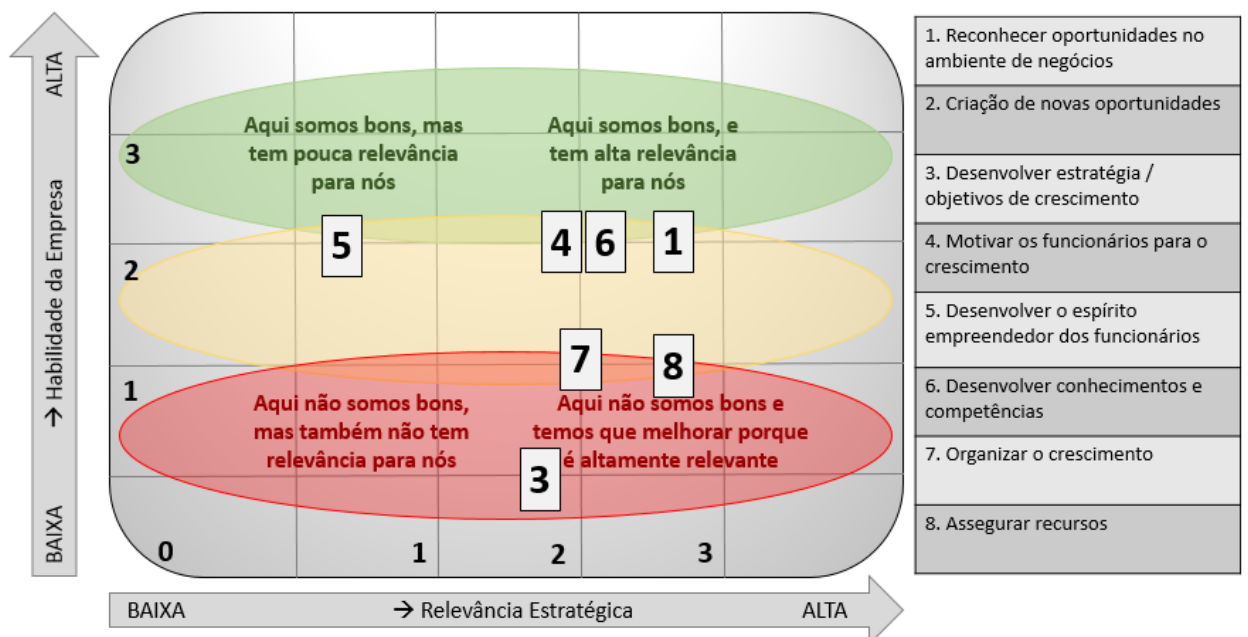 ALTA
→ Habilidade da Empresa
BAIXA
3
2
1
Aqui somos bons, mas
tem pouca relevância
para nós
Aqui somos bons, e
tem alta relevância
para nós
5
4
6
1
7
8
Aqui não somos bons,
mas também não tem
relevância para nós
Aqui não somos bons e
temos que melhorar porque
é altamente relevante
3
0
1
2
3
BAIXA
→ Relevância Estratégica
ALTA
1. Reconhecer oportunidades no
ambiente de negócios
2. Criação de novas oportunidades
3. Desenvolver estratégia /
objetivos de crescimento
4. Motivar os funcionários para o
crescimento
5. Desenvolver o espírito
empreendedor dos funcionários
6. Desenvolver conhecimentos e
competências
7. Organizar o crescimento
8. Assegurar recursos